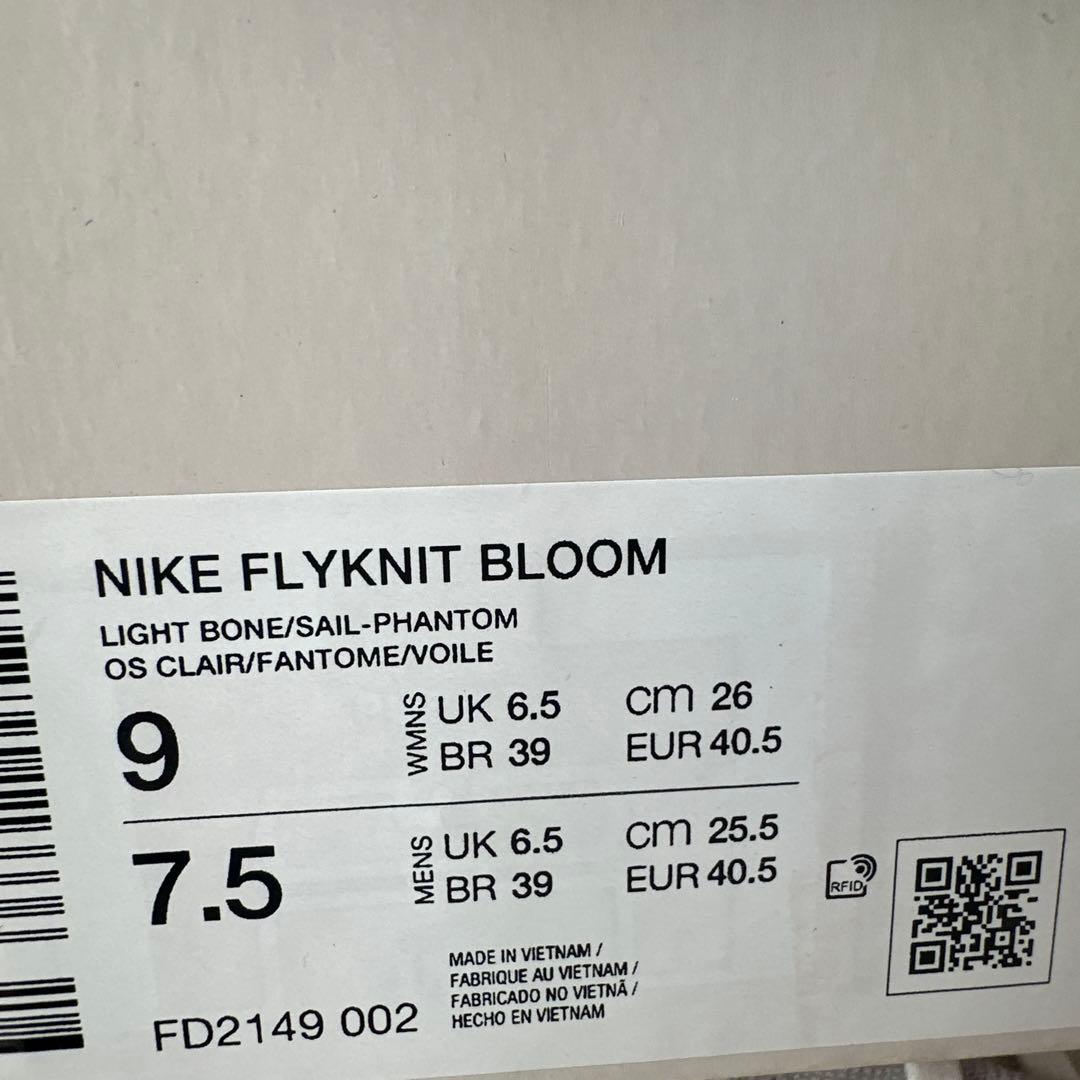 NIKE FLYKNIT BLOOM
LIGHT BONE/SAIL-PHANTOM
OS CLAIR/FANTOME/VOILE
9
WMNS
UK 6.5 CM 26
BR 39 EUR 40.5
7.5
MENS
UK 6.5 CM 25.5
BR 39 EUR 40.5
RFID
MADE IN VIETNAM /
FABRIQUE AU VIETNAM /
FABRICADO NO VIETNÃ /
HECHO EN VIETNAM
FD2149 002